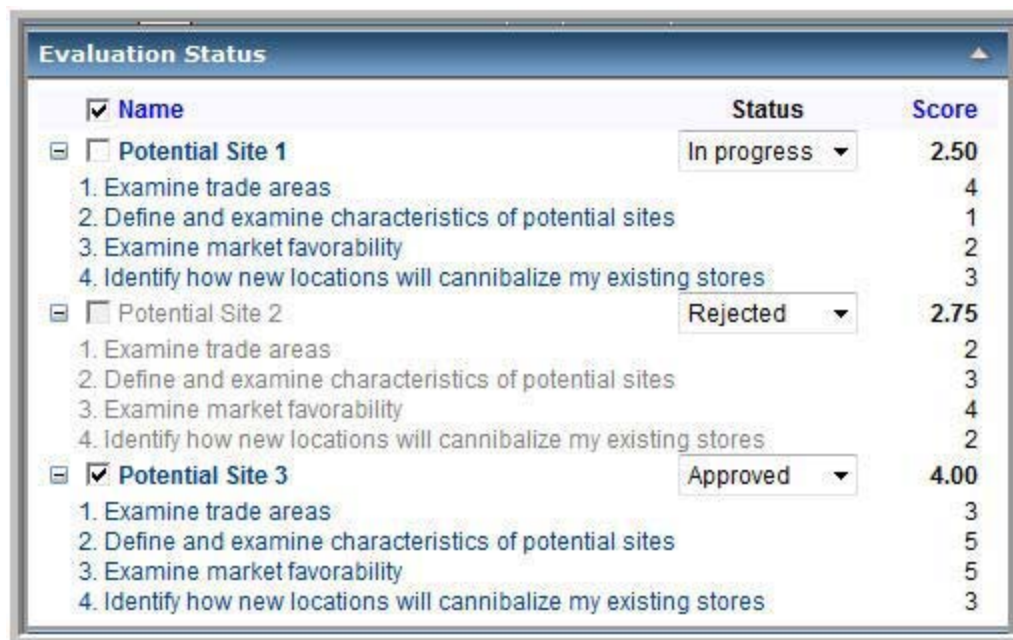 Evaluation Status
Name Status Score
Potential Site 1 In progress 2.50
1. Examine trade areas 4
2. Define and examine characteristics of potential sites 1
3. Examine market favorability 2
4. Identify how new locations will cannibalize my existing stores 3
Potential Site 2 Rejected 2.75
1. Examine trade areas 2
2. Define and examine characteristics of potential sites 3
3. Examine market favorability 4
4. Identify how new locations will cannibalize my existing stores 2
Potential Site 3 Approved 4.00
1. Examine trade areas 3
2. Define and examine characteristics of potential sites 5
3. Examine market favorability 5
4. Identify how new locations will cannibalize my existing stores 3